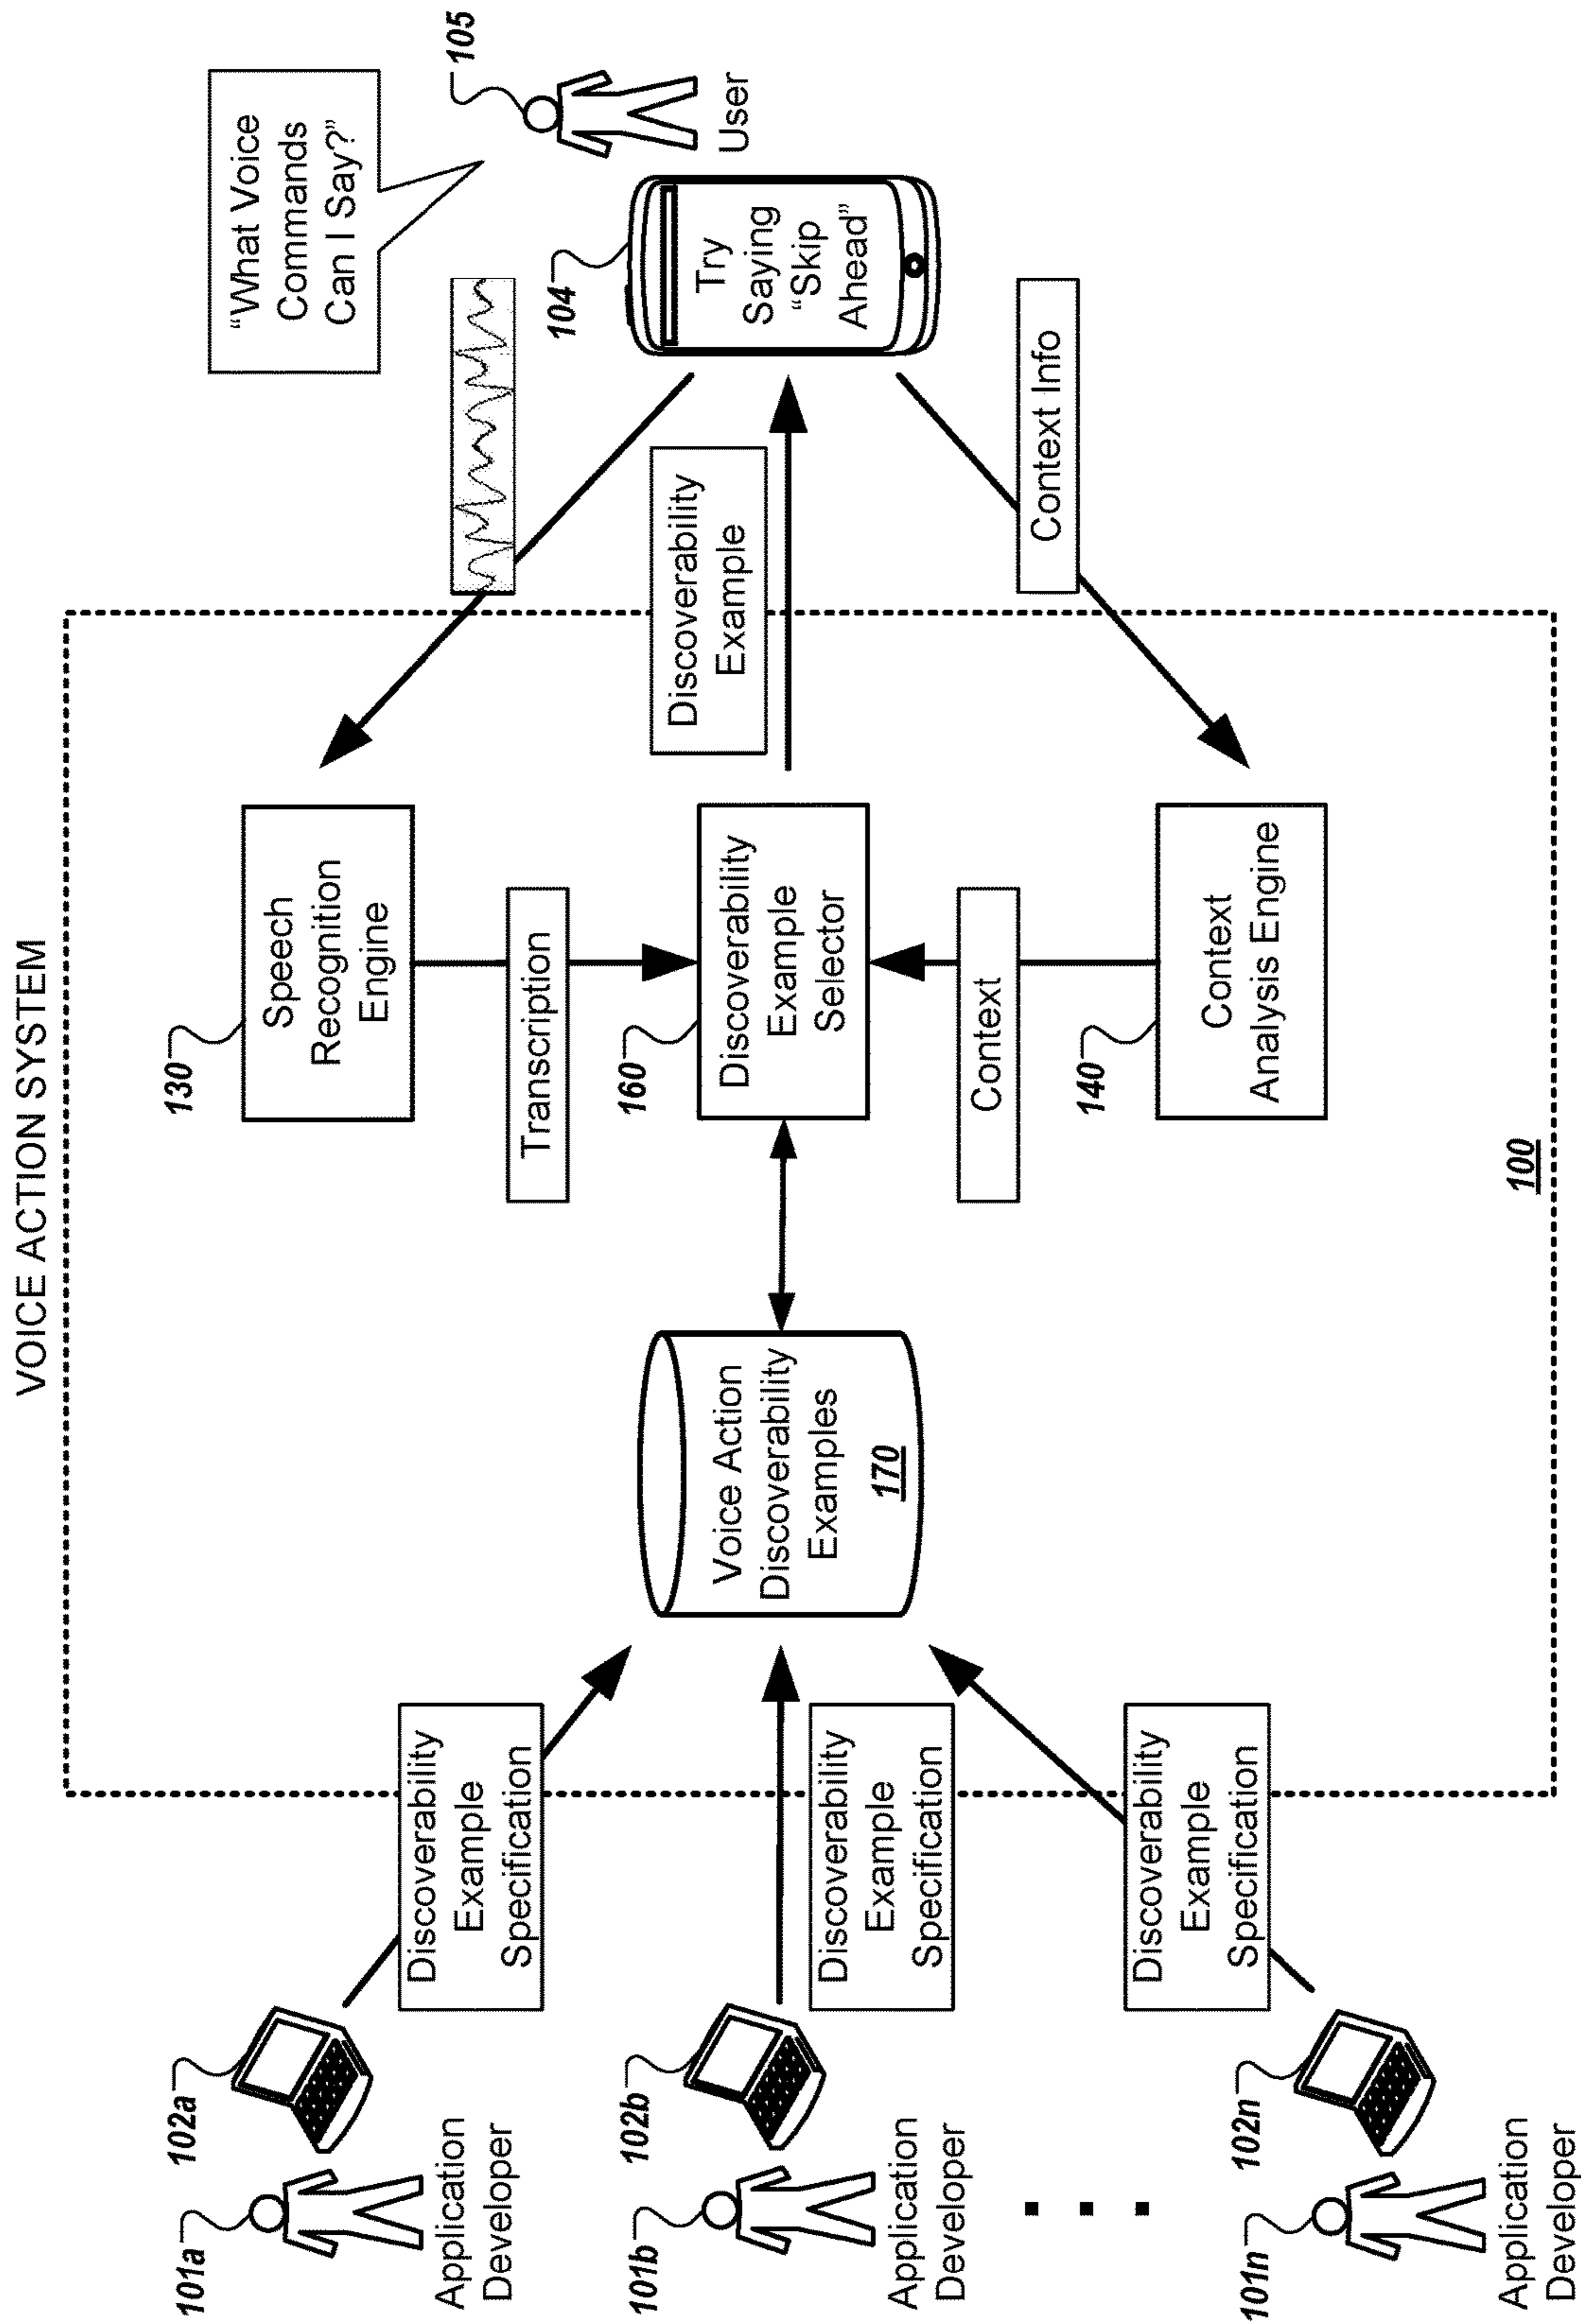 VOICE ACTION SYSTEM
101a
102a
Application
Developer
Discoverability
Example
Specification
101b
102b
Application
Developer
Discoverability
Example
Specification
101n
102n
Application
Developer
Discoverability
Example
Specification
Voice Action
Discoverability
Examples
170
130
Speech
Recognition
Engine
Transcription
160
Discoverability
Example
Selector
Context
140
Context
Analysis Engine
100
Discoverability
Example
Context Info
104
Try
Saying
“Skip
Ahead”
“What Voice
Commands
Can I Say?”
105
User